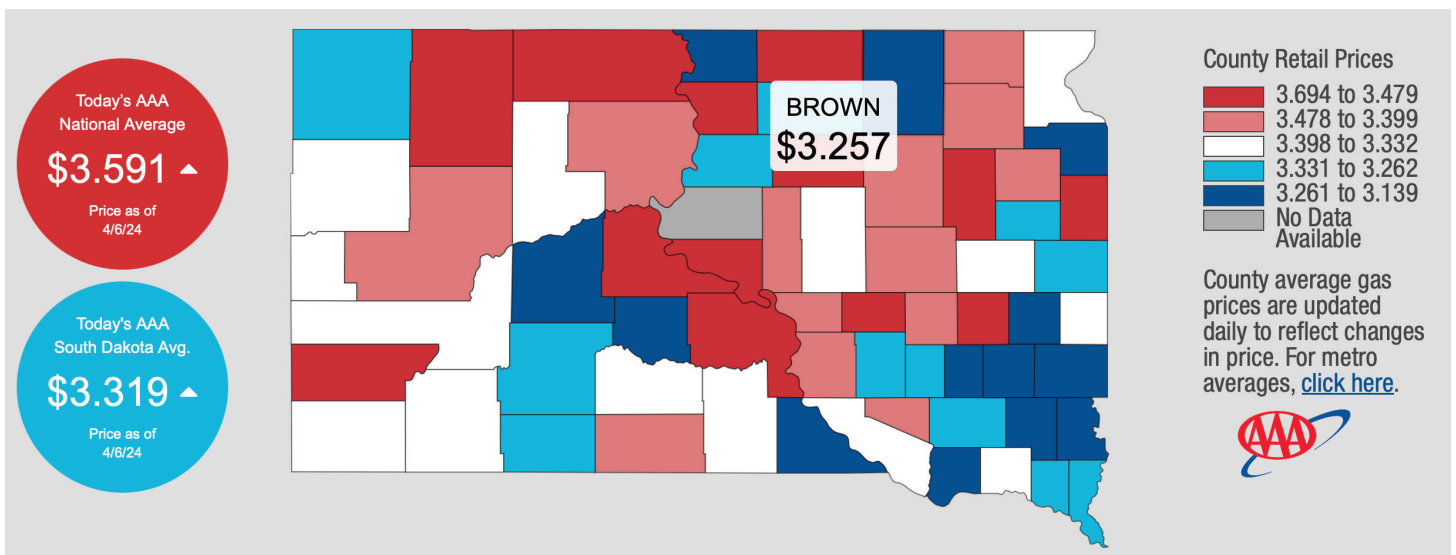 Today's AAA
National Average
$3.591
Price as of
4/6/24
Today's AAA
South Dakota Avg.
$3.319
Price as of
4/6/24
BROWN
$3.257
County Retail Prices
3.694 to 3.479
3.478 to 3.399
3.398 to 3.332
3.331 to 3.262
3.261 to 3.139
No Data
Available
County average gas
prices are updated
daily to reflect changes
in price. For metro
averages, click here.
AAA